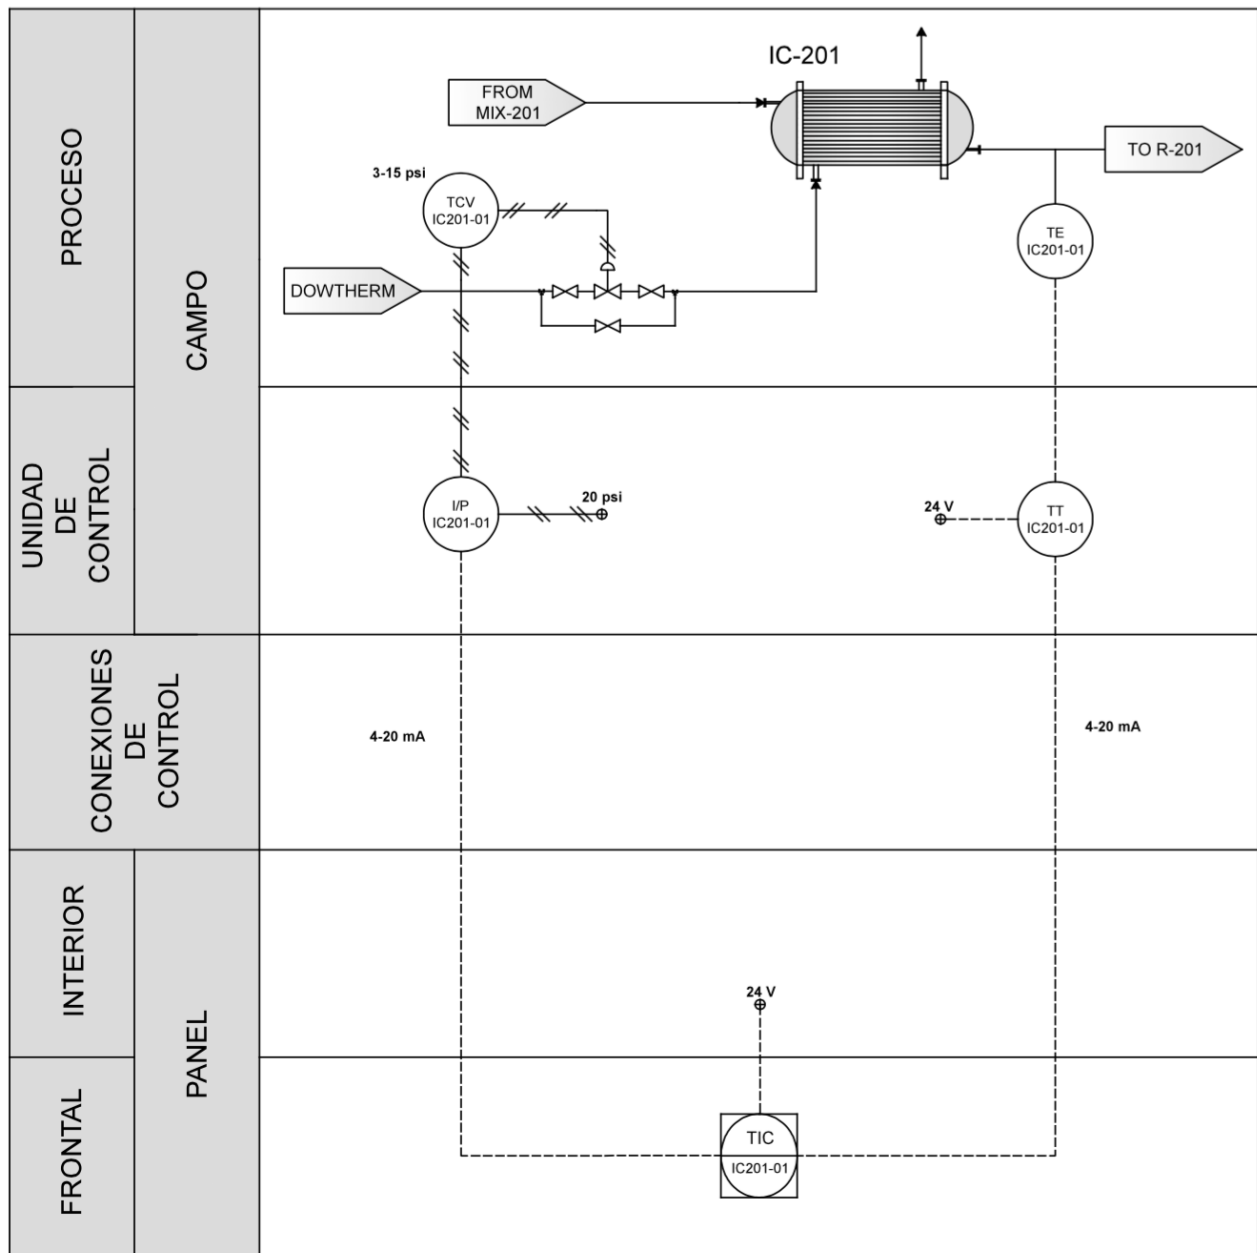 PROCESO
CAMPO
IC-201
FROM
MIX-201
TO R-201
3-15 psi
TCV
IC201-01
TE
IC201-01
DOWTHERM
UNIDAD
DE
CONTROL
I/P
IC201-01
20 psi
24 V
TT
IC201-01
CONEXIONES
DE
CONTROL
4-20 mA
4-20 mA
INTERIOR
PANEL
24 V
FRONTAL
TIC
IC201-01